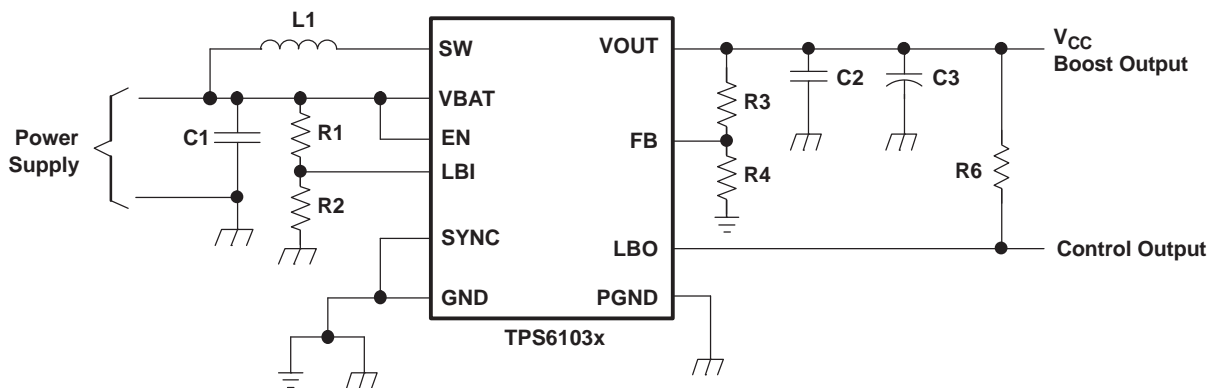 L1
SW
VOUT
V_CC
Boost Output
C2
C3
VBAT
R3
Power
Supply
C1
R1
EN
FB
LBI
R4
R6
R2
SYNC
LBO
Control Output
GND
PGND
TPS6103x